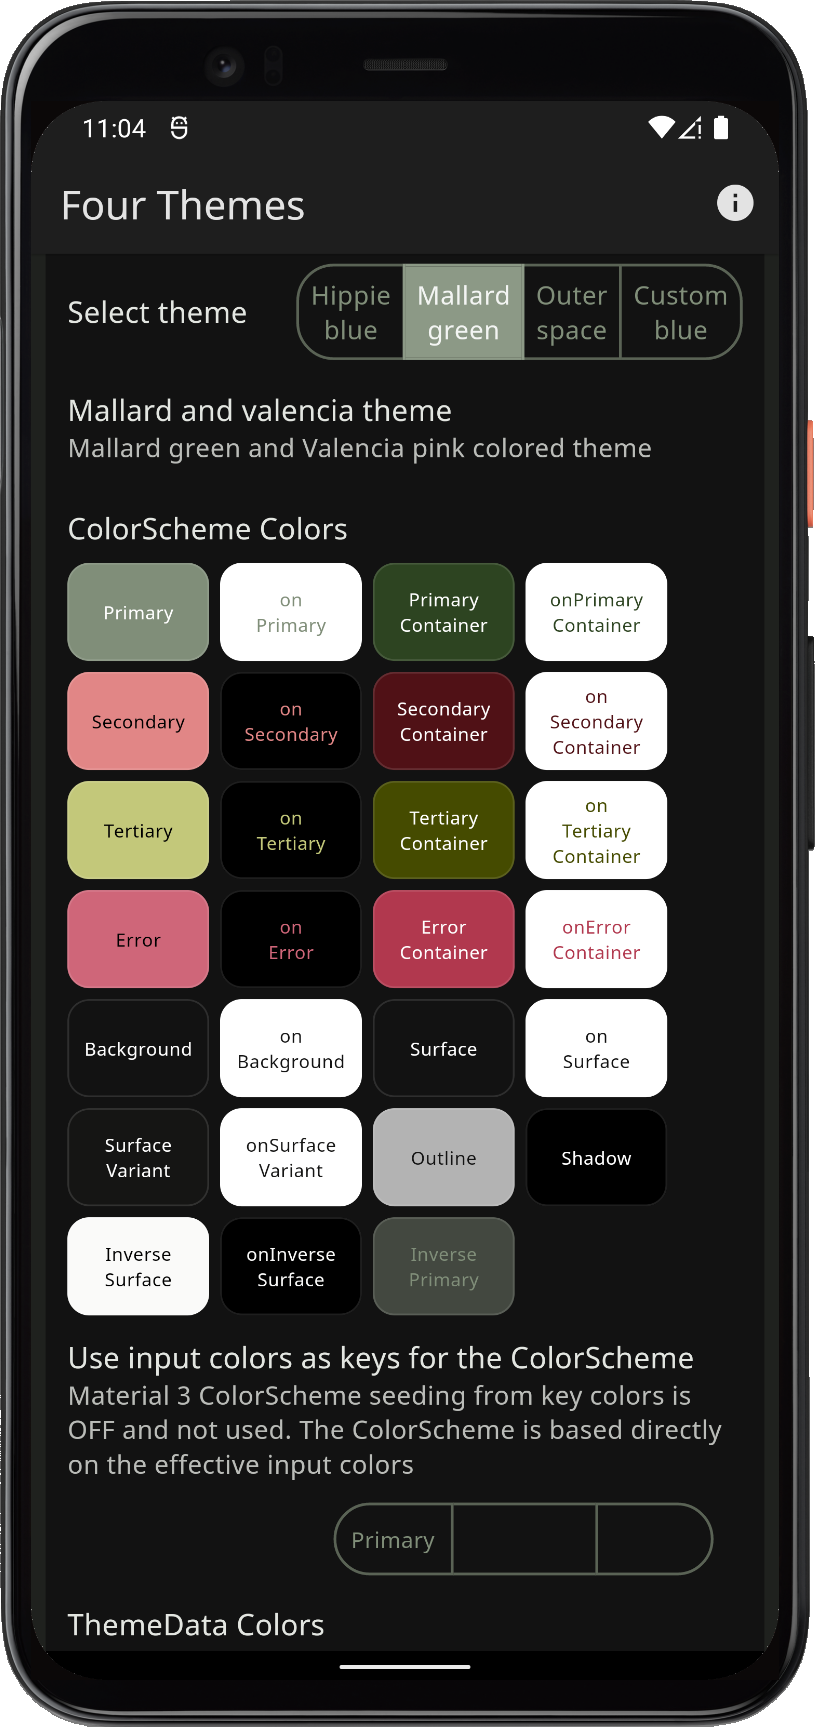 11:04
Four Themes
Select theme
Hippie
blue
Mallard
green
Outer
space
Custom
blue
Mallard and valencia theme
Mallard green and Valencia pink colored theme
ColorScheme Colors
Primary
on
Primary
Primary
Container
onPrimary
Container
Secondary
on
Secondary
Secondary
Container
on
Secondary
Container
Tertiary
on
Tertiary
Tertiary
Container
on
Tertiary
Container
Error
on
Error
Error
Container
onError
Container
Background
on
Background
Surface
on
Surface
Surface
Variant
onSurface
Variant
Outline
Shadow
Inverse
Surface
onInverse
Surface
Inverse
Primary
Use input colors as keys for the ColorScheme
Material 3 ColorScheme seeding from key colors is
OFF and not used. The ColorScheme is based directly
on the effective input colors
Primary
ThemeData Colors